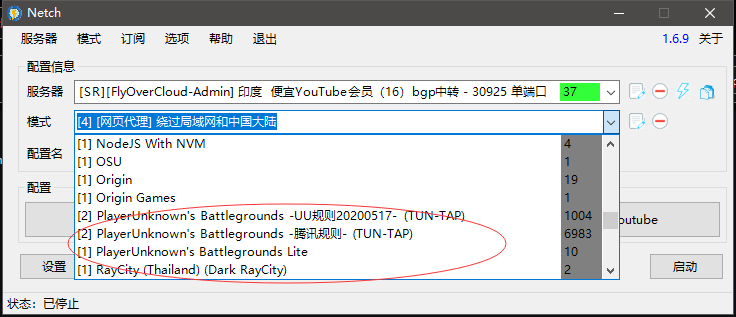 Netch
服务器 模式 订阅 选项 帮助 退出 1.6.9 关于
配置信息
服务器 [SR][FlyOverCloud-Admin] 印度 便宜YouTube会员（16）bgp中转 - 30925 单端口 37
模式 [4] [网页代理] 绕过局域网和中国大陆
配置名
[1] NodeJS With NVM 4
[1] OSU 1
[1] Origin 19
[1] Origin Games 1
[2] PlayerUnknown's Battlegrounds -UU规则20200517- (TUN-TAP) 1004
[2] PlayerUnknown's Battlegrounds -腾讯规则- (TUN-TAP) 6983
[1] PlayerUnknown's Battlegrounds Lite 10
[1] RayCity (Thailand) (Dark RayCity) 2
配置
outube
设置 启动
状态：已停止